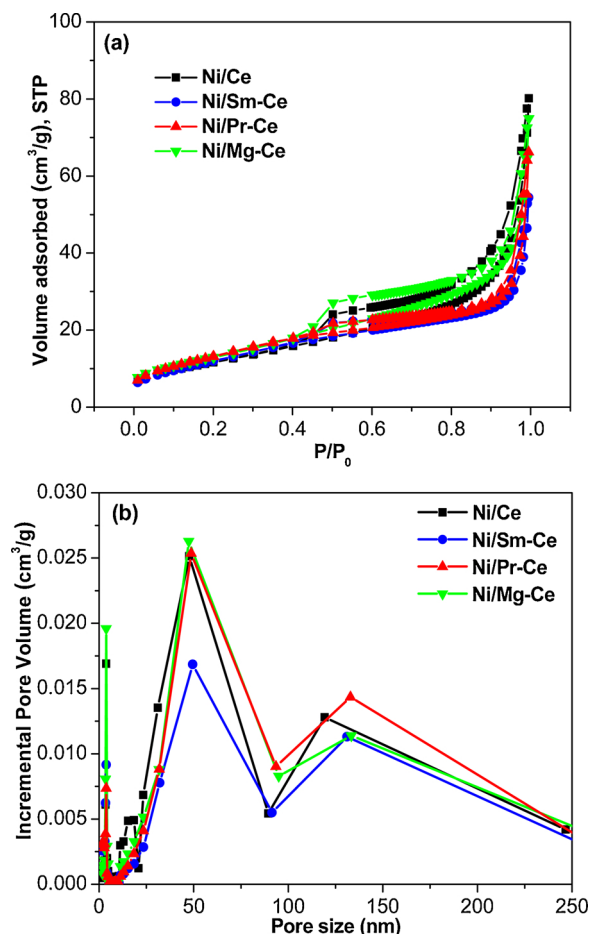 (a)
Ni/Ce
Ni/Sm-Ce
Ni/Pr-Ce
Ni/Mg-Ce
Volume adsorbed (cm³/g), STP
100
80
60
40
20
0
0.0 0.2 0.4 0.6 0.8 1.0
P/P₀
(b)
Ni/Ce
Ni/Sm-Ce
Ni/Pr-Ce
Ni/Mg-Ce
Incremental Pore Volume (cm³/g)
0.030
0.025
0.020
0.015
0.010
0.005
0.000
0 50 100 150 200 250
Pore size (nm)